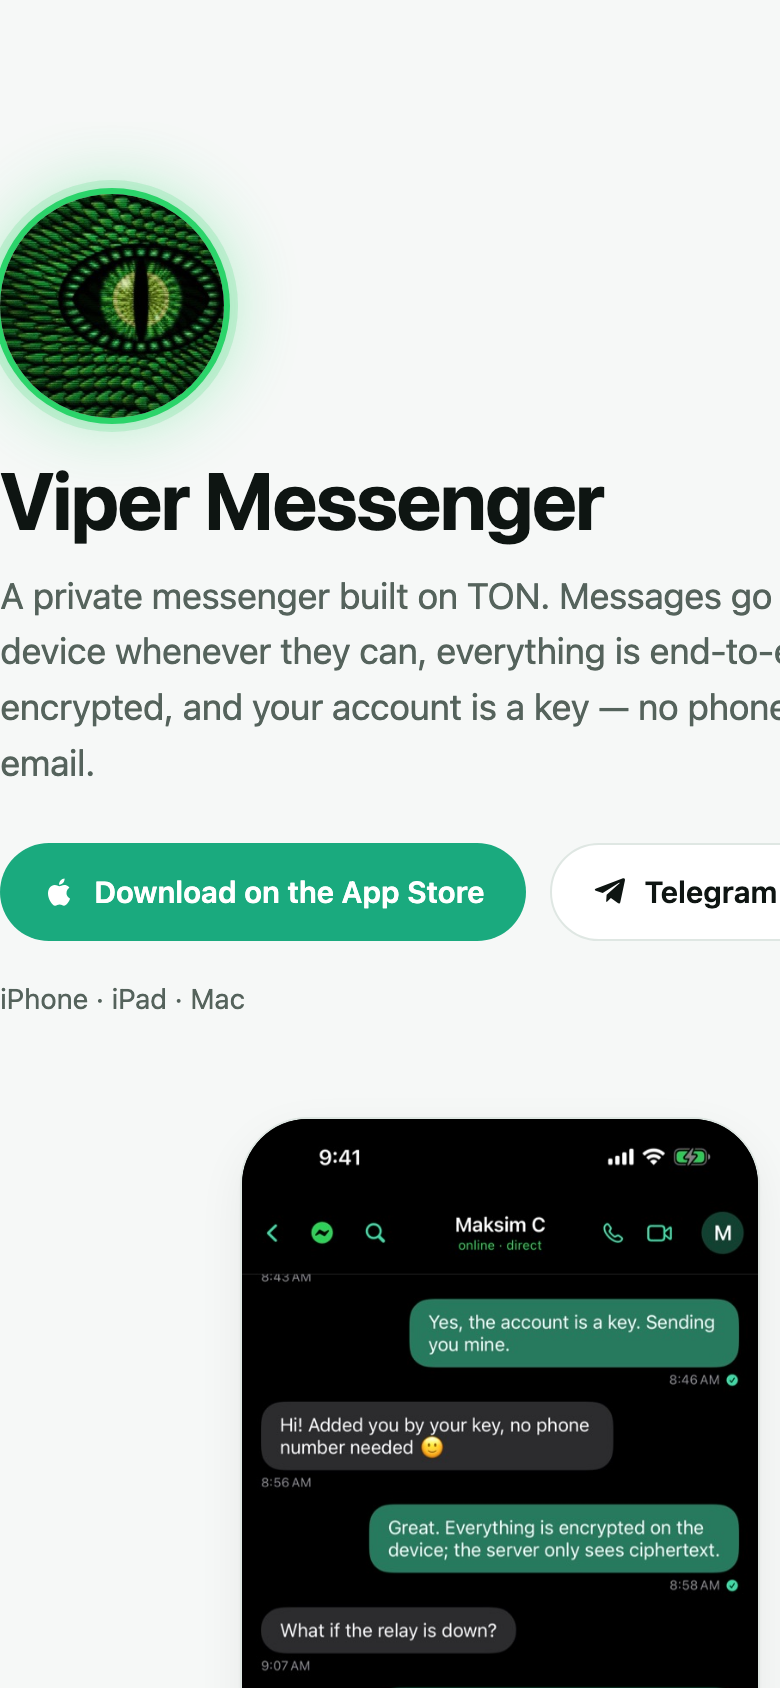 Viper Messenger
A private messenger built on TON. Messages go
device whenever they can, everything is end-to-e
encrypted, and your account is a key — no phone
email.
Download on the App Store
Telegram
iPhone · iPad · Mac
9:41
Maksim C
online · direct
M
8:43 AM
Yes, the account is a key. Sending
you mine.
8:46 AM
Hi! Added you by your key, no phone
number needed 🙂
8:56 AM
Great. Everything is encrypted on the
device; the server only sees ciphertext.
8:58 AM
What if the relay is down?
9:07 AM